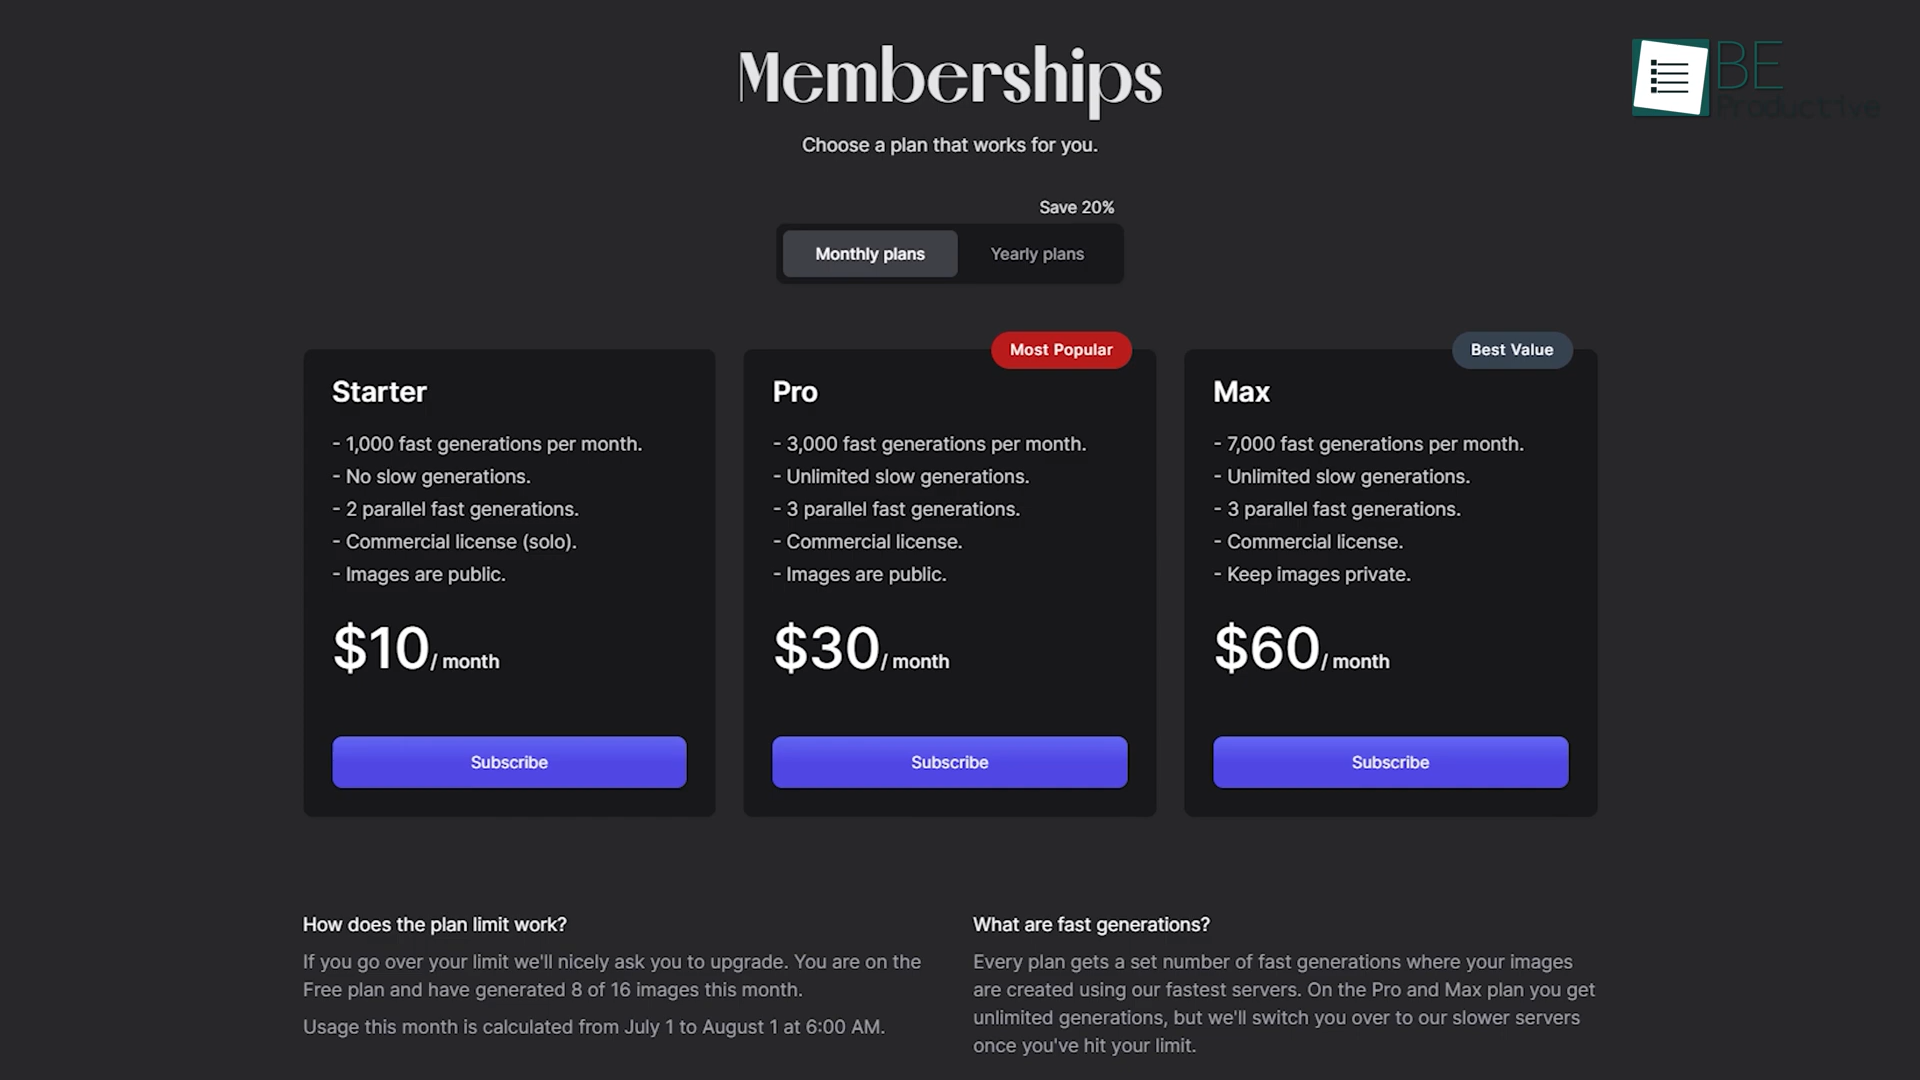 Memberships
BE
Productive
Choose a plan that works for you.
Save 20%
Monthly plans
Yearly plans
Starter
- 1,000 fast generations per month.
- No slow generations.
- 2 parallel fast generations.
- Commercial license (solo).
- Images are public.
$10/ month
Subscribe
Most Popular
Pro
- 3,000 fast generations per month.
- Unlimited slow generations.
- 3 parallel fast generations.
- Commercial license.
- Images are public.
$30/ month
Subscribe
Best Value
Max
- 7,000 fast generations per month.
- Unlimited slow generations.
- 3 parallel fast generations.
- Commercial license.
- Keep images private.
$60/ month
Subscribe
How does the plan limit work?
If you go over your limit we'll nicely ask you to upgrade. You are on the
Free plan and have generated 8 of 16 images this month.
Usage this month is calculated from July 1 to August 1 at 6:00 AM.
What are fast generations?
Every plan gets a set number of fast generations where your images
are created using our fastest servers. On the Pro and Max plan you get
unlimited generations, but we'll switch you over to our slower servers
once you've hit your limit.